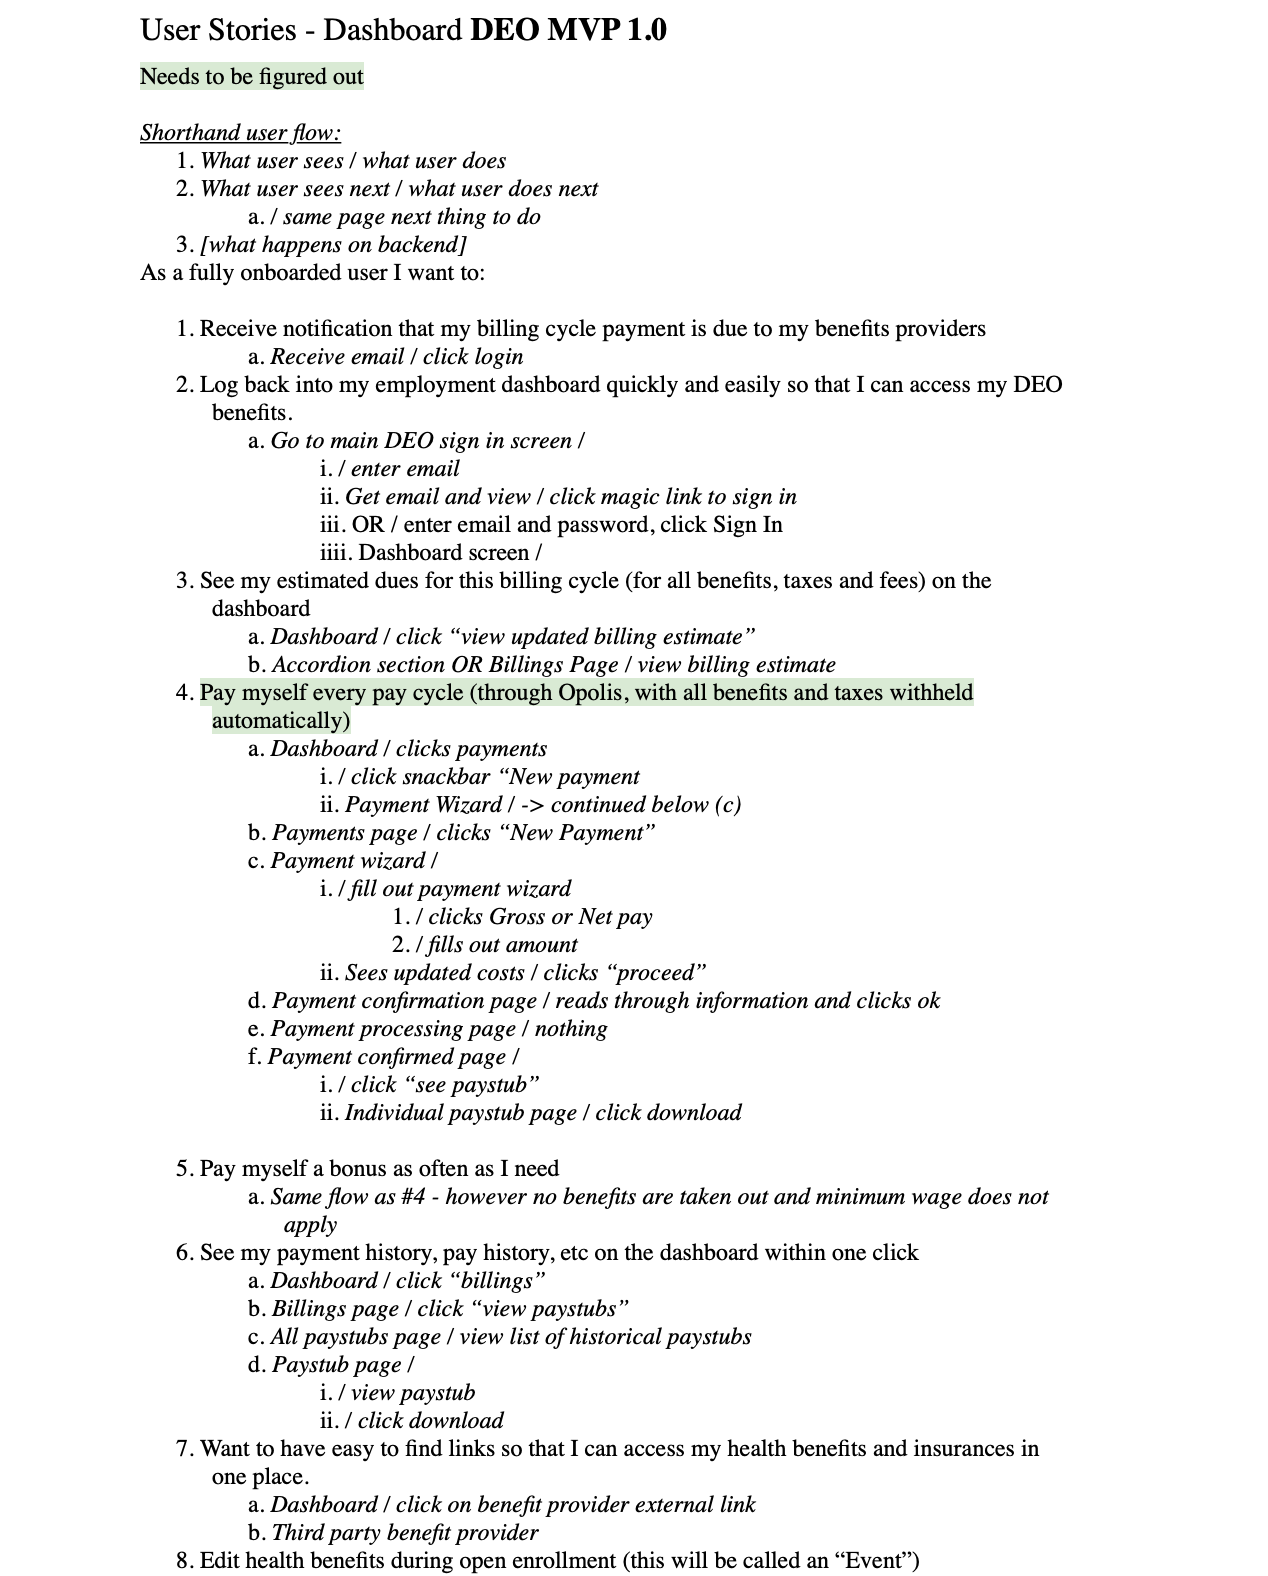 User Stories - Dashboard DEO MVP 1.0
Needs to be figured out
Shorthand user flow:
1. What user sees / what user does
2. What user sees next / what user does next
a. / same page next thing to do
3. [what happens on backend]
As a fully onboarded user I want to:
1. Receive notification that my billing cycle payment is due to my benefits providers
a. Receive email / click login
2. Log back into my employment dashboard quickly and easily so that I can access my DEO
benefits.
a. Go to main DEO sign in screen /
i. / enter email
ii. Get email and view / click magic link to sign in
iii. OR / enter email and password, click Sign In
iiii. Dashboard screen /
3. See my estimated dues for this billing cycle (for all benefits, taxes and fees) on the
dashboard
a. Dashboard / click “view updated billing estimate”
b. Accordion section OR Billings Page / view billing estimate
4. Pay myself every pay cycle (through Opolis, with all benefits and taxes withheld
automatically)
a. Dashboard / clicks payments
i. / click snackbar “New payment
ii. Payment Wizard / -> continued below (c)
b. Payments page / clicks “New Payment”
c. Payment wizard /
i. / fill out payment wizard
1. / clicks Gross or Net pay
2. / fills out amount
ii. Sees updated costs / clicks “proceed”
d. Payment confirmation page / reads through information and clicks ok
e. Payment processing page / nothing
f. Payment confirmed page /
i. / click “see paystub”
ii. Individual paystub page / click download
5. Pay myself a bonus as often as I need
a. Same flow as #4 - however no benefits are taken out and minimum wage does not
apply
6. See my payment history, pay history, etc on the dashboard within one click
a. Dashboard / click “billings”
b. Billings page / click “view paystubs”
c. All paystubs page / view list of historical paystubs
d. Paystub page /
i. / view paystub
ii. / click download
7. Want to have easy to find links so that I can access my health benefits and insurances in
one place.
a. Dashboard / click on benefit provider external link
b. Third party benefit provider
8. Edit health benefits during open enrollment (this will be called an “Event”)